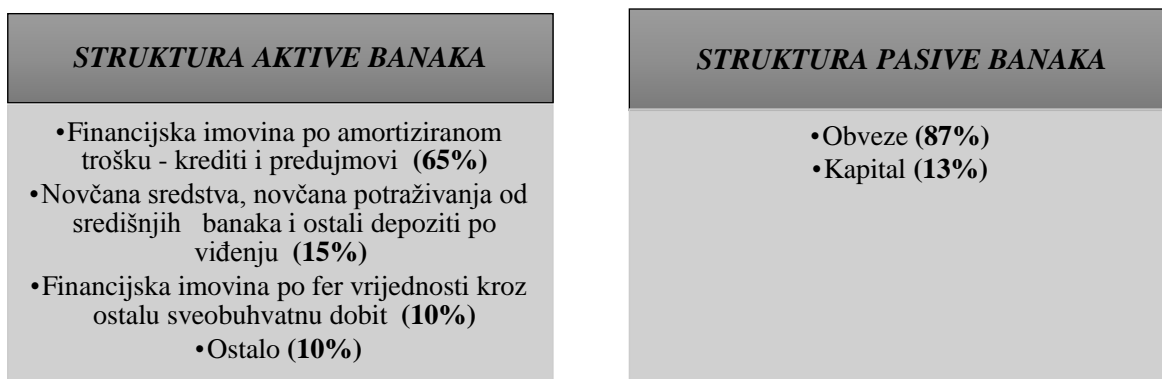 STRUKTURA AKTIVE BANAKA
•Financijska imovina po amortiziranom
trošku - krediti i predujmovi (65%)
•Novčana sredstva, novčana potraživanja od
središnjih banaka i ostali depoziti po
viđenju (15%)
•Financijska imovina po fer vrijednosti kroz
ostalu sveobuhvatnu dobit (10%)
•Ostalo (10%)
STRUKTURA PASIVE BANAKA
•Obveze (87%)
•Kapital (13%)